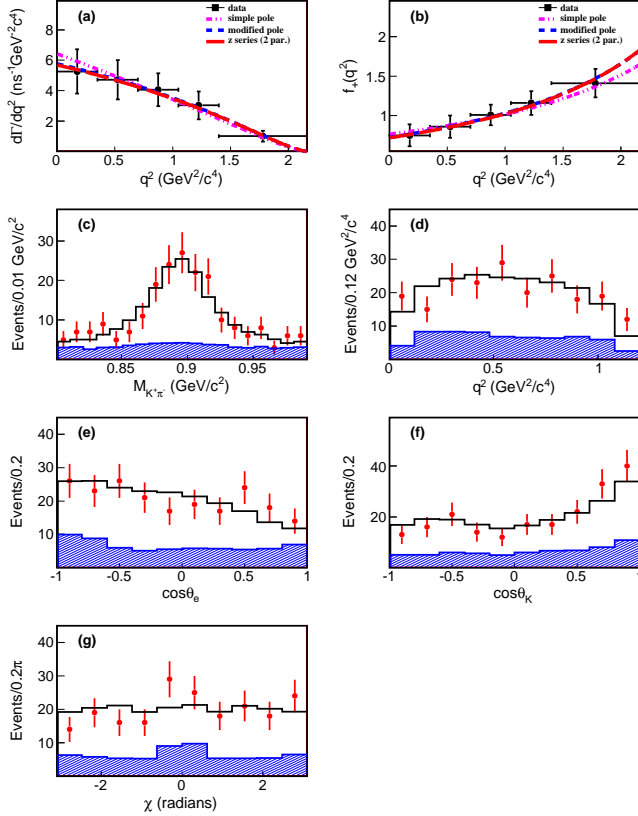 (a)
data
simple pole
modified pole
z series (2 par.)
dΓ/dq² (ns⁻¹GeV⁻²c⁴)
8
6
4
2
0
0.5
1
1.5
2
q² (GeV²/c⁴)
(b)
data
simple pole
modified pole
z series (2 par.)
f₊(q²)
2.5
2
1.5
1
0
0.5
1
1.5
2
q² (GeV²/c⁴)
(c)
Events/0.01 GeV/c²
30
20
10
0.85
0.9
0.95
M_K⁺π⁻ (GeV/c²)
(d)
Events/0.12 GeV²/c⁴
40
30
20
10
0
0.5
1
q² (GeV²/c⁴)
(e)
Events/0.2
40
30
20
10
-1
-0.5
0
0.5
1
cosθₑ
(f)
Events/0.2
40
20
-1
-0.5
0
0.5
1
cosθ_K
(g)
Events/0.2π
40
30
20
10
-2
0
2
χ (radians)